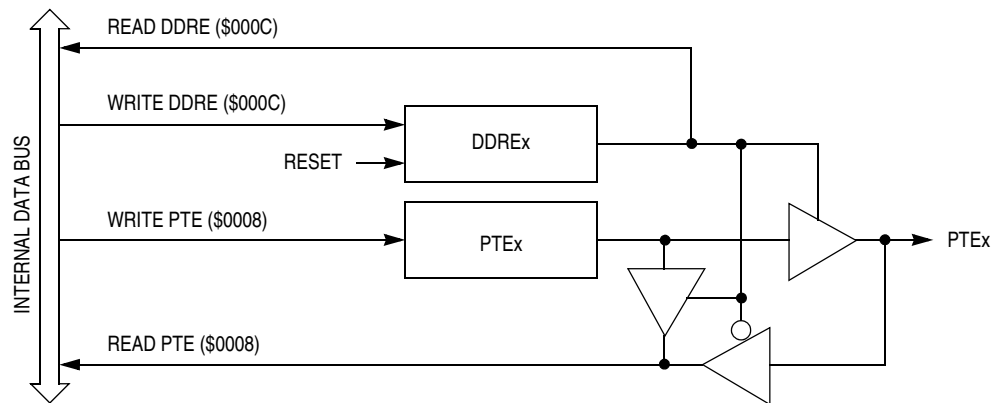 READ DDRE ($000C)
WRITE DDRE ($000C)
DDREx
RESET
INTERNAL DATA BUS
WRITE PTE ($0008)
PTEx
PTEx
READ PTE ($0008)